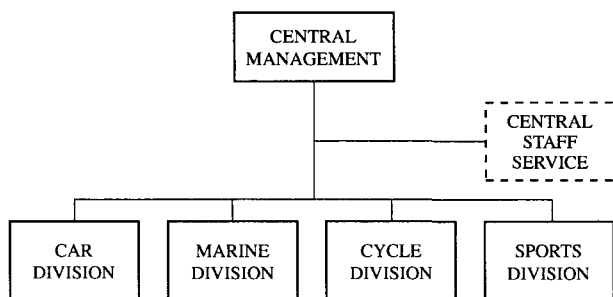 CENTRAL
MANAGEMENT
CENTRAL
STAFF
SERVICE
CAR
DIVISION
MARINE
DIVISION
CYCLE
DIVISION
SPORTS
DIVISION